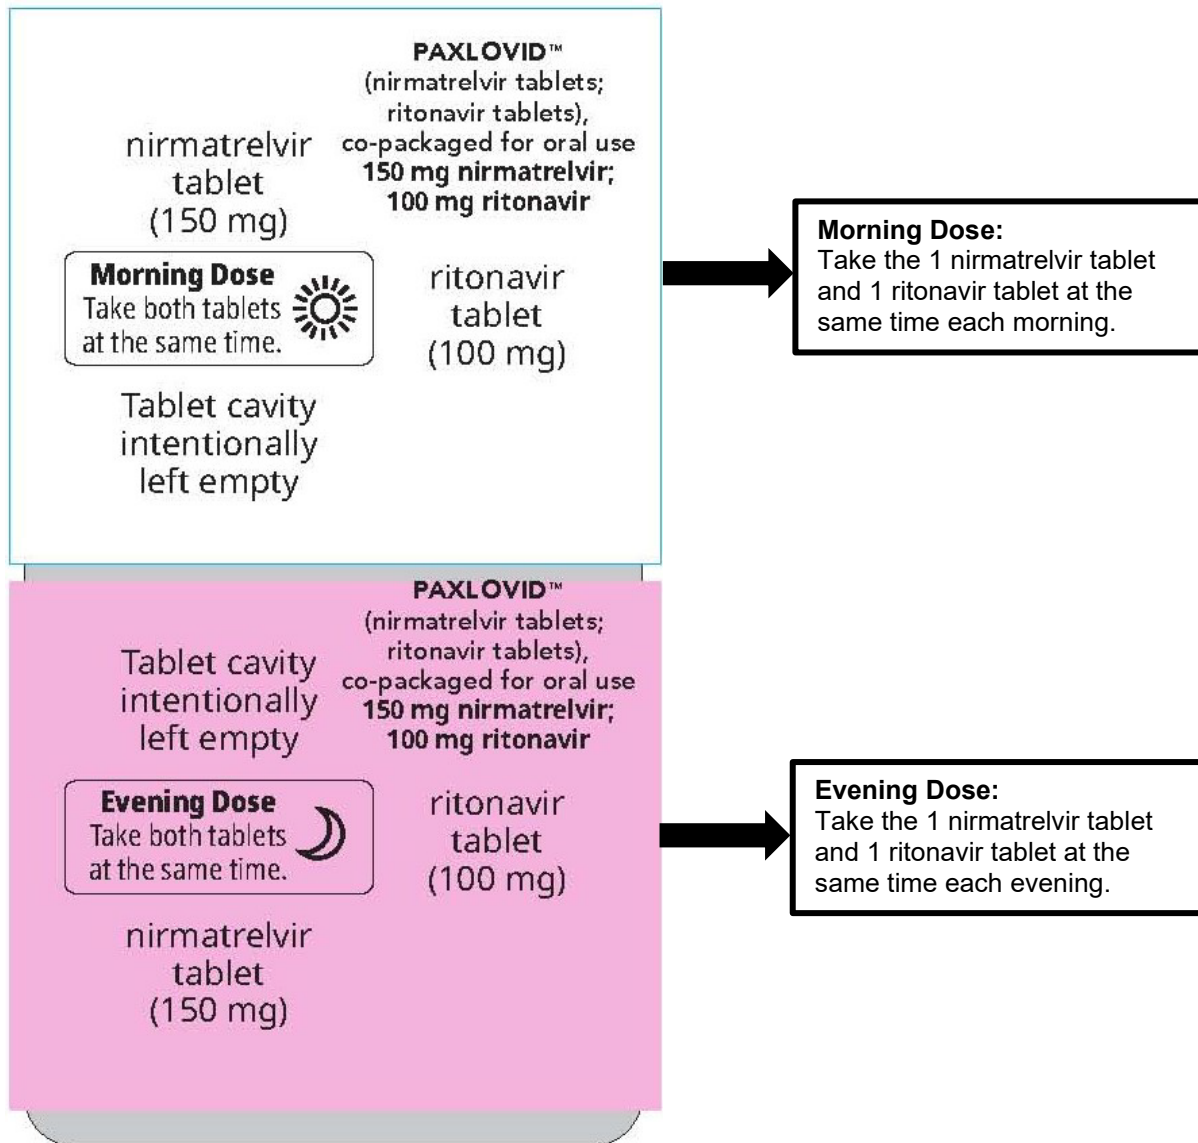 PAXLOVID™
(nirmatrelvir tablets;
ritonavir tablets),
co-packaged for oral use
150 mg nirmatrelvir;
100 mg ritonavir
nirmatrelvir
tablet
(150 mg)
Morning Dose
Take both tablets
at the same time.
ritonavir
tablet
(100 mg)
Tablet cavity
intentionally
left empty
Morning Dose:
Take the 1 nirmatrelvir tablet
and 1 ritonavir tablet at the
same time each morning.
PAXLOVID™
(nirmatrelvir tablets;
ritonavir tablets),
co-packaged for oral use
150 mg nirmatrelvir;
100 mg ritonavir
Tablet cavity
intentionally
left empty
Evening Dose
Take both tablets
at the same time.
ritonavir
tablet
(100 mg)
nirmatrelvir
tablet
(150 mg)
Evening Dose:
Take the 1 nirmatrelvir tablet
and 1 ritonavir tablet at the
same time each evening.